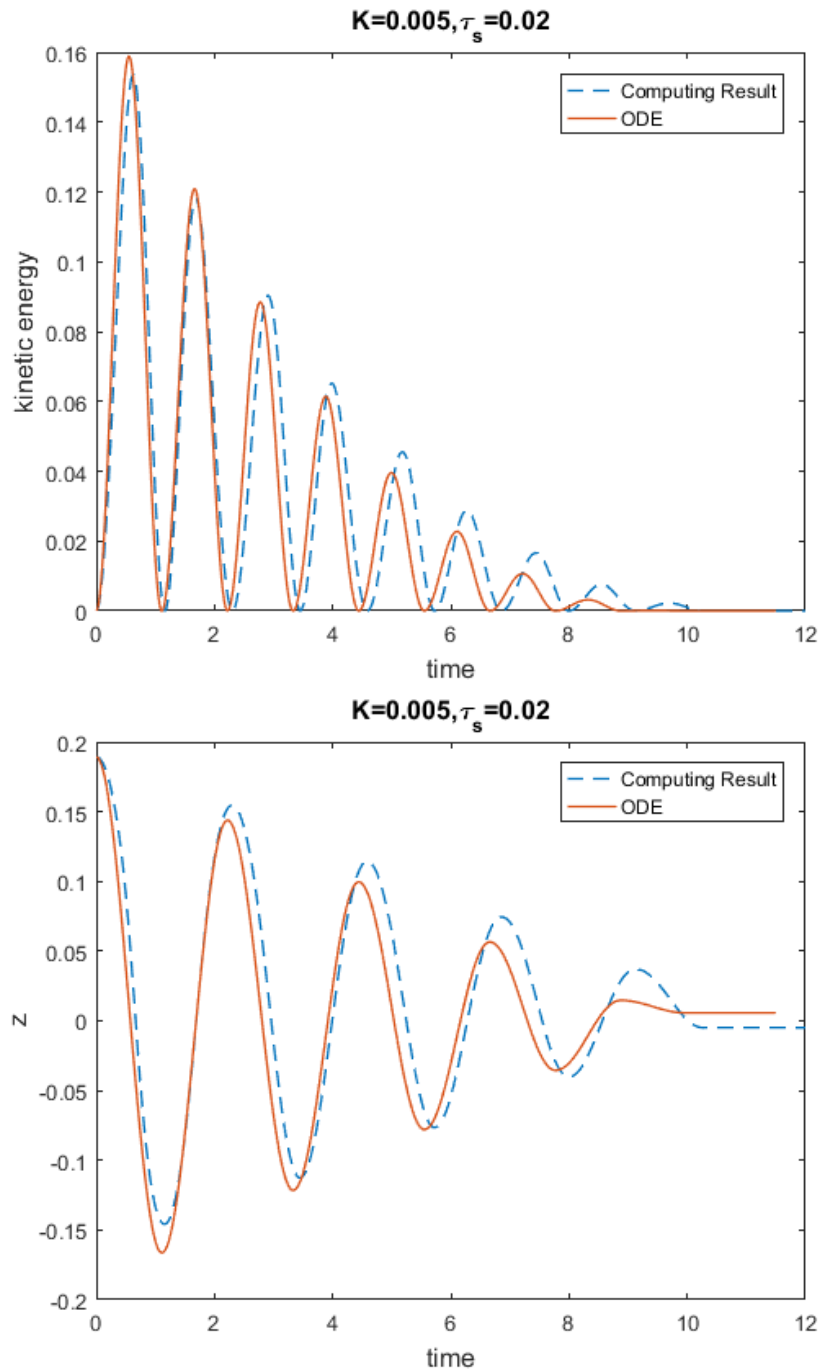 K=0.005,τs=0.02
0.16
0.14
0.12
0.1
0.08
0.06
0.04
0.02
0
kinetic energy
Computing Result
ODE
0 2 4 6 8 10 12
time
K=0.005,τs=0.02
0.2
0.15
0.1
0.05
0
-0.05
-0.1
-0.15
-0.2
z
Computing Result
ODE
0 2 4 6 8 10 12
time